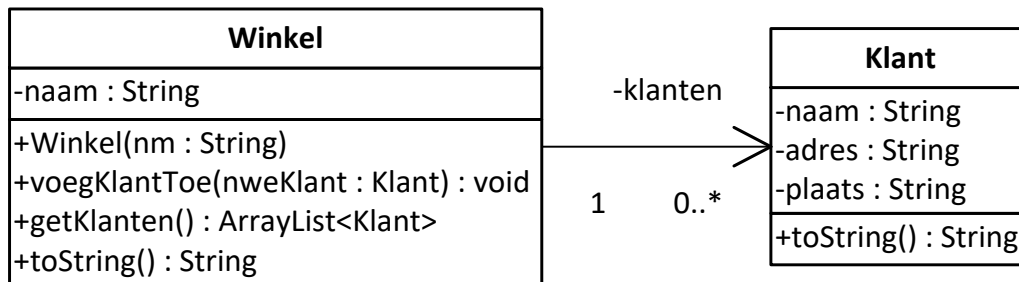 Winkel
-naam : String
+Winkel(nm : String)
+voegKlantToe(nweKlant : Klant) : void
+getKlanten() : ArrayList<Klant>
+toString() : String
-klanten
1
0..*
Klant
-naam : String
-adres : String
-plaats : String
+toString() : String